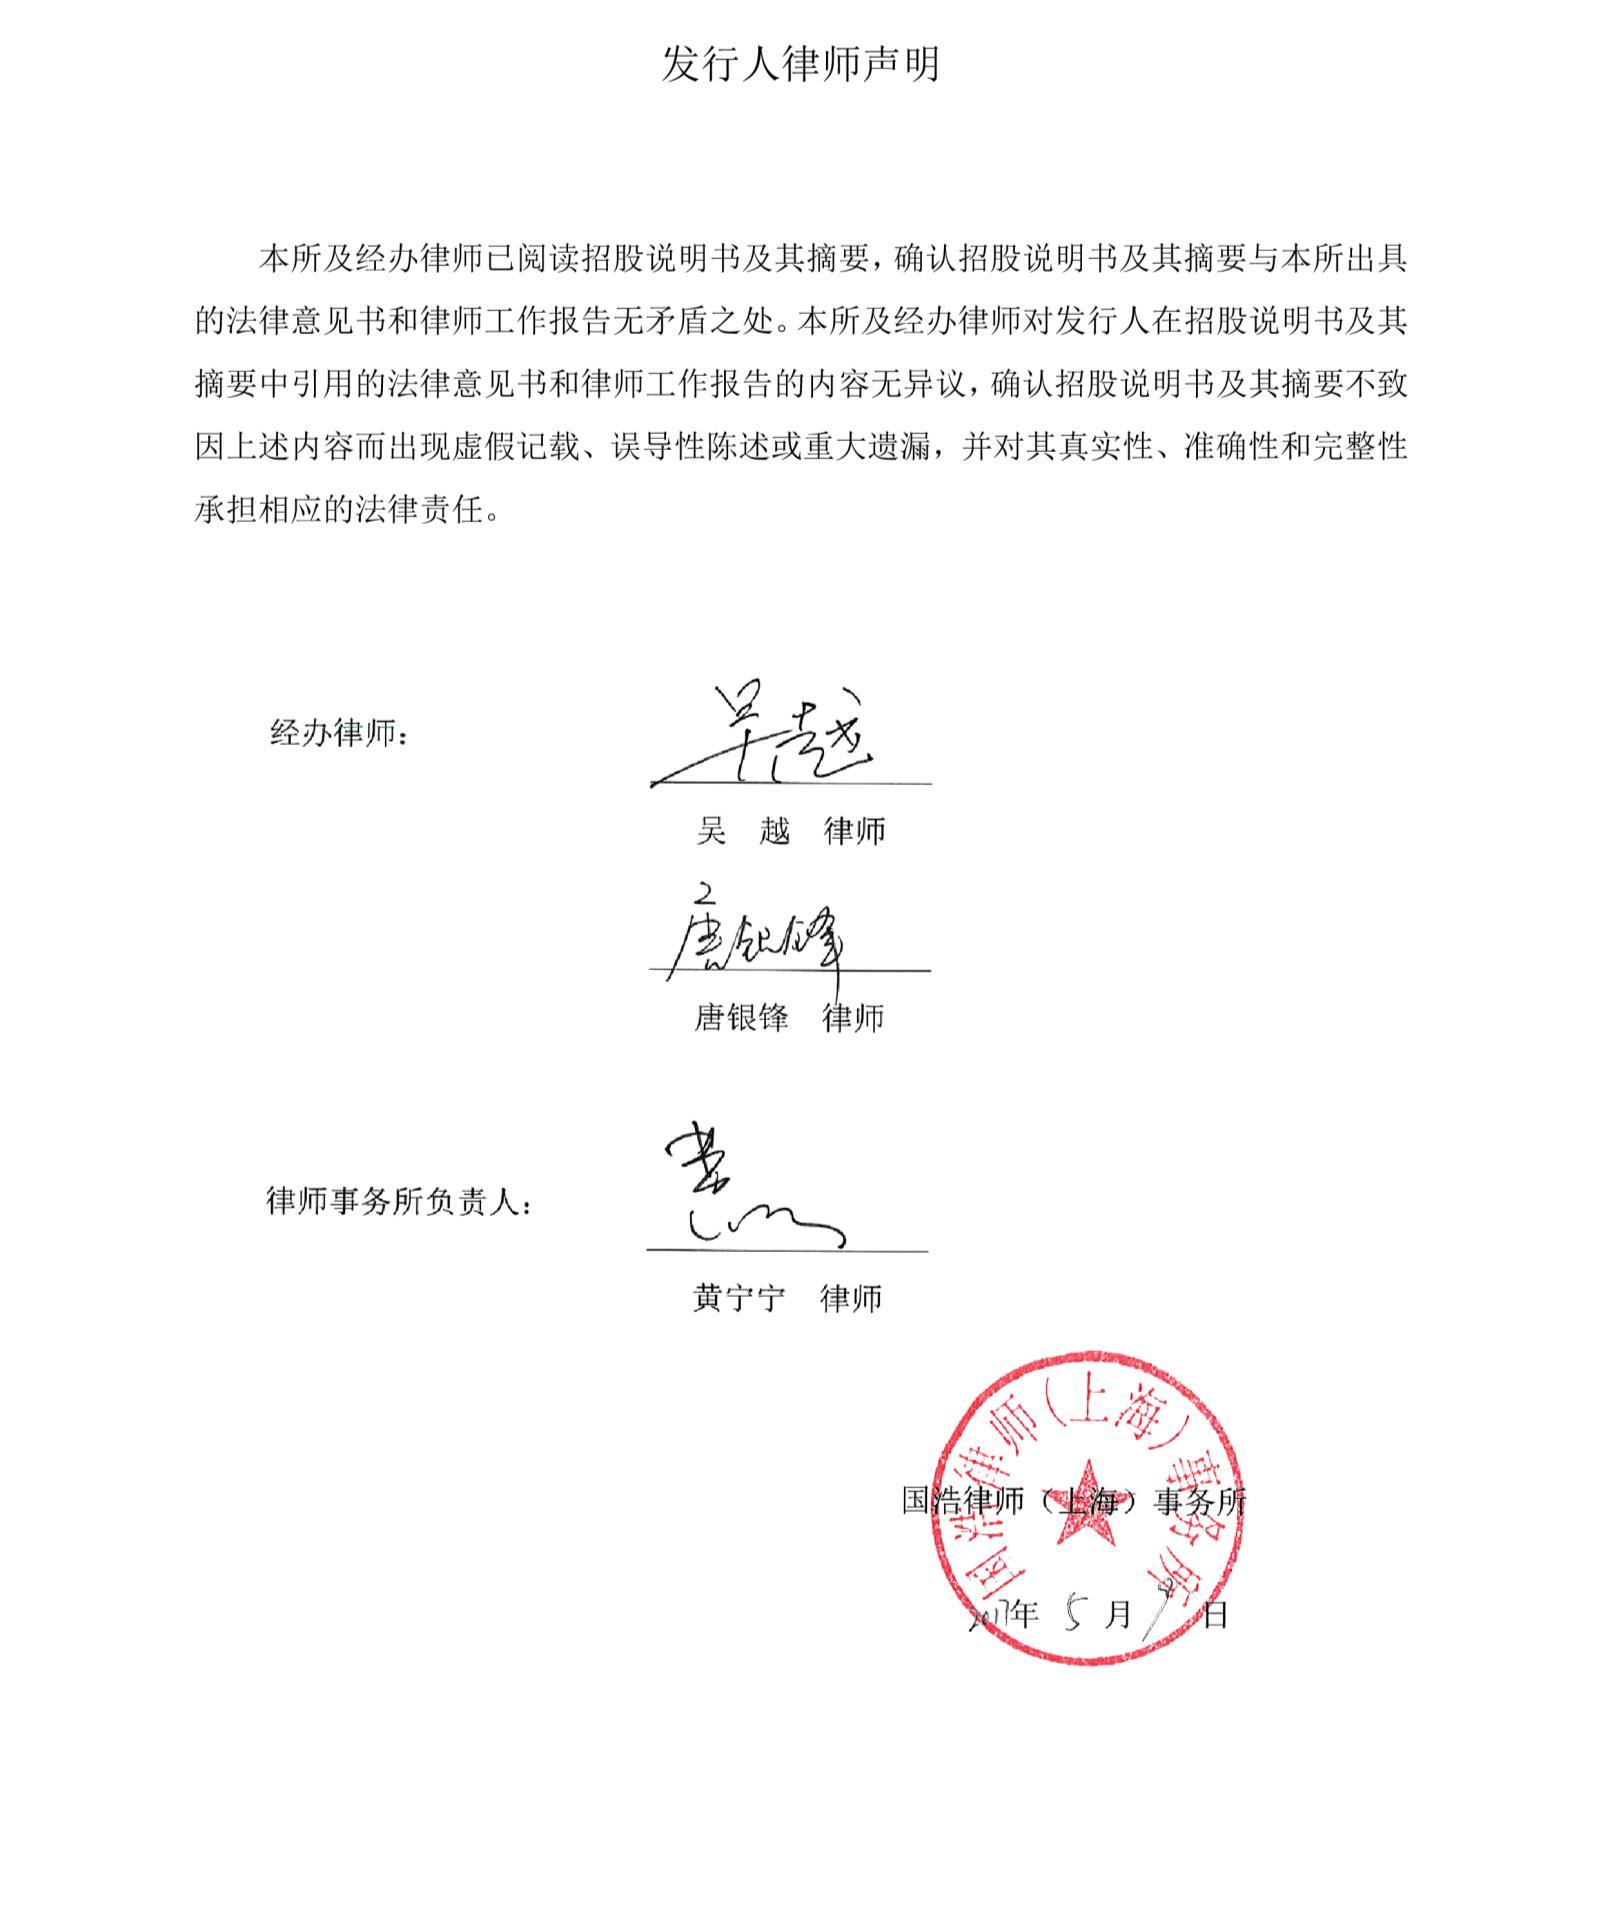 发行人律师声明
本所及经办律师已阅读招股说明书及其摘要，确认招股说明书及其摘要与本所出具
的法律意见书和律师工作报告无矛盾之处。本所及经办律师对发行人在招股说明书及其
摘要中引用的法律意见书和律师工作报告的内容无异议，确认招股说明书及其摘要不致
因上述内容而出现虚假记载、误导性陈述或重大遗漏，并对其真实性、准确性和完整性
承担相应的法律责任。
经办律师：
吴越
吴　越　律师
唐银锋
唐银锋　律师
律师事务所负责人：
黄宁宁　律师
国浩律师（上海）事务所
国浩律师（上海）事务所
2017年 5 月 日